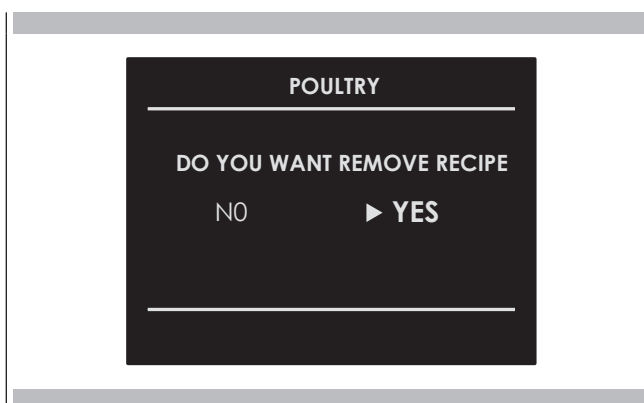 POULTRY
DO YOU WANT REMOVE RECIPE
N0 ▶ YES